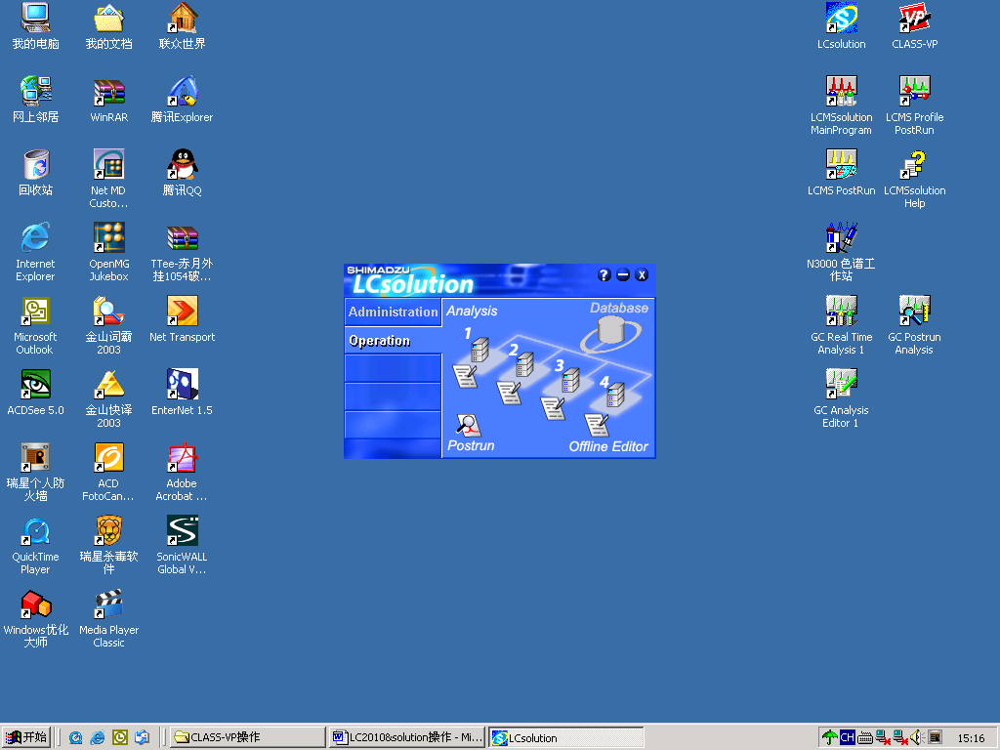 我的电脑
我的文档
联众世界
LCsolution
CLASS-VP
网上邻居
WinRAR
腾讯Explorer
LCMSsolution
MainProgram
LCMS Profile
PostRun
回收站
Net MD
Custo...
腾讯QQ
LCMS PostRun
LCMSsolution
Help
Internet
Explorer
OpenMG
Jukebox
TTee-赤月外
挂1054破...
N3000 色谱工
作站
SHIMADZU
LCsolution
Administration
Operation
Analysis
Database
1
2
3
4
Postrun
Offline Editor
Microsoft
Outlook
金山词霸
2003
Net Transport
GC Real Time
Analysis 1
GC Postrun
Analysis
ACDSee 5.0
金山快译
2003
EnterNet 1.5
GC Analysis
Editor 1
瑞星个人防
火墙
ACD
FotoCan...
Adobe
Acrobat ...
QuickTime
Player
瑞星杀毒软
件
SonicWALL
Global V...
Windows优化
大师
Media Player
Classic
开始
CLASS-VP操作
LC2010&solution操作 - Mi...
LCsolution
CH
15:16